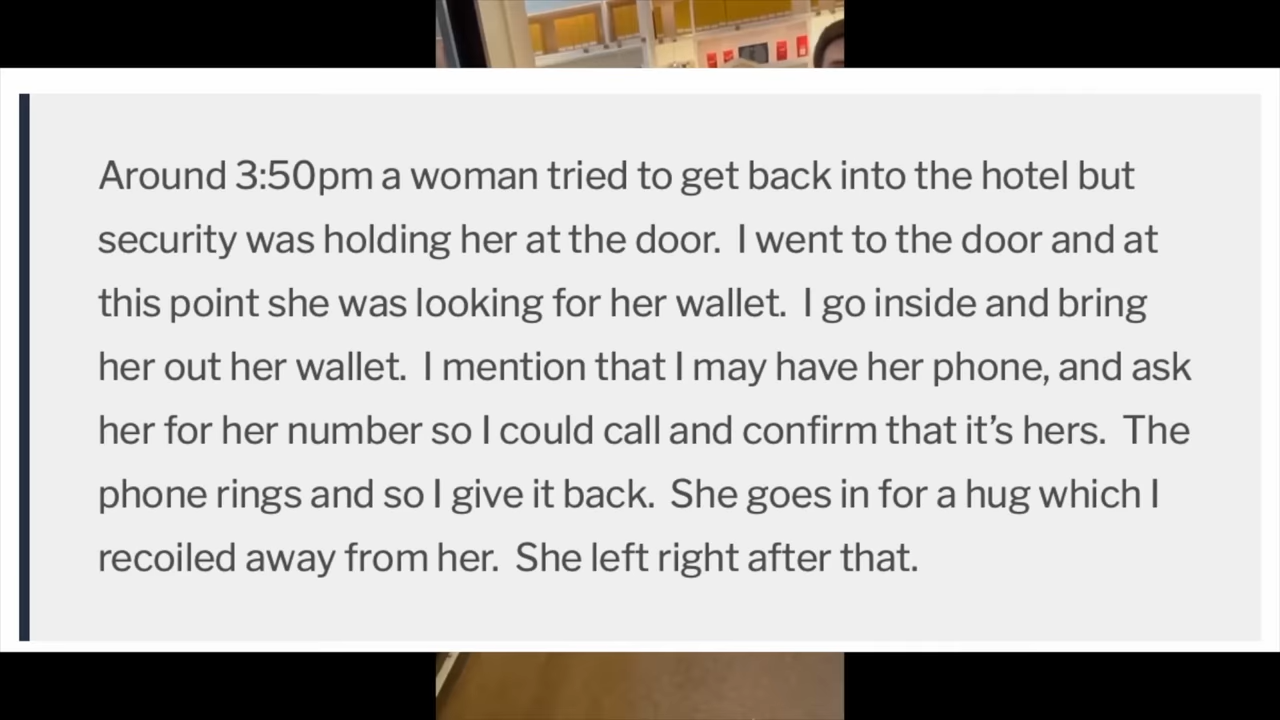 Around 3:50pm a woman tried to get back into the hotel but
security was holding her at the door.  I went to the door and at
this point she was looking for her wallet.  I go inside and bring
her out her wallet.  I mention that I may have her phone, and ask
her for her number so I could call and confirm that it’s hers.  The
phone rings and so I give it back.  She goes in for a hug which I
recoiled away from her.  She left right after that.